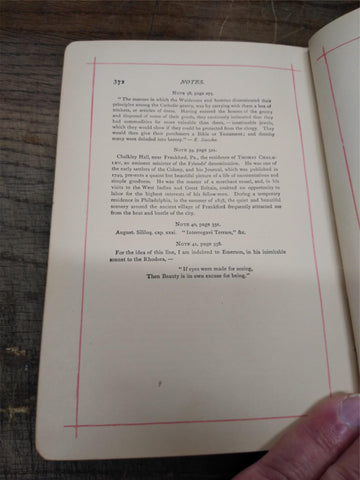 372 NOTES.
NOTE 38, page 295.
"The manner in which the Waldenses and heretics disseminated their
principles among the Catholic gentry, was by carrying with them a box of
trinkets, or articles of dress. Having entered the houses of the gentry
and disposed of some of their goods, they cautiously intimated that they
had commodities far more valuable than these, — inestimable jewels,
which they would show if they could be protected from the clergy. They
would then give their purchasers a Bible or Testament; and thereby
many were deluded into heresy." — R. Saccho.
NOTE 39, page 301.
Chalkley Hall, near Frankford, Pa., the residence of THOMAS CHALK-
LEY, an eminent minister of the Friends' denomination. He was one of
the early settlers of the Colony, and his Journal, which was published in
1749, presents a quaint but beautiful picture of a life of unostentatious and
simple goodness. He was the master of a merchant vessel, and, in his
visits to the West Indies and Great Britain, omitted no opportunity to
labor for the highest interests of his fellow-men. During a temporary
residence in Philadelphia, in the summer of 1838, the quiet and beautiful
scenery around the ancient village of Frankford frequently attracted me
from the heat and bustle of the city.
NOTE 40, page 330.
August. Soliloq. cap. xxxi. "Interrogavi Terram," &c.
NOTE 41, page 338.
For the idea of this line, I am indebted to Emerson, in his inimitable
sonnet to the Rhodora, —
"If eyes were made for seeing,
Then Beauty is its own excuse for being."